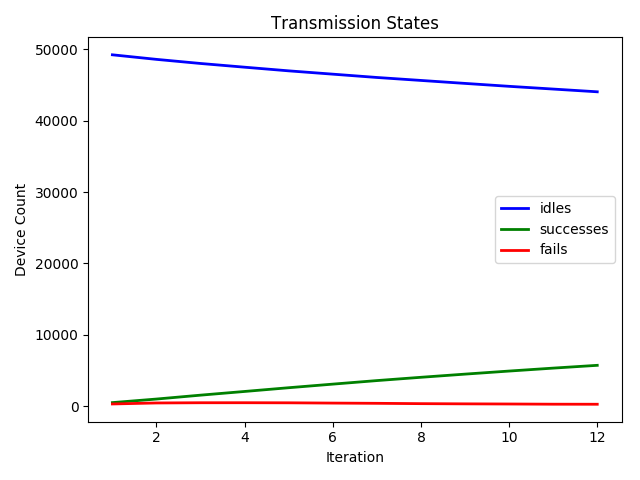 Transmission States
Device Count
50000
40000
30000
20000
10000
0
idles
successes
fails
2 4 6 8 10 12
Iteration